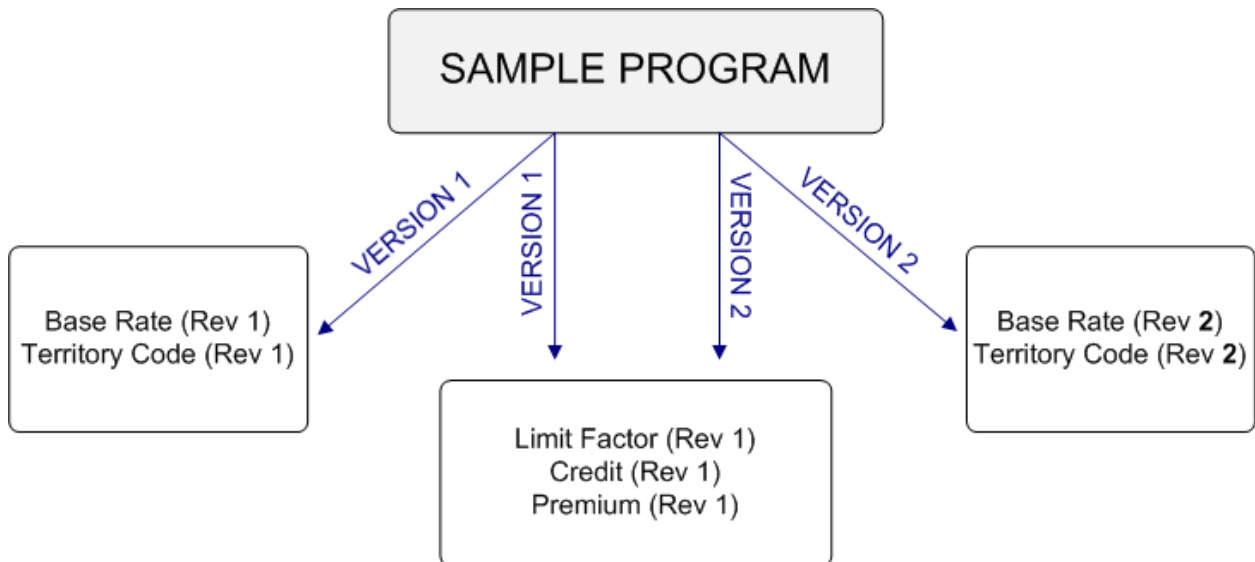 SAMPLE PROGRAM
VERSION 1
VERSION 1
VERSION 2
VERSION 2
Base Rate (Rev 1)
Territory Code (Rev 1)
Limit Factor (Rev 1)
Credit (Rev 1)
Premium (Rev 1)
Base Rate (Rev 2)
Territory Code (Rev 2)